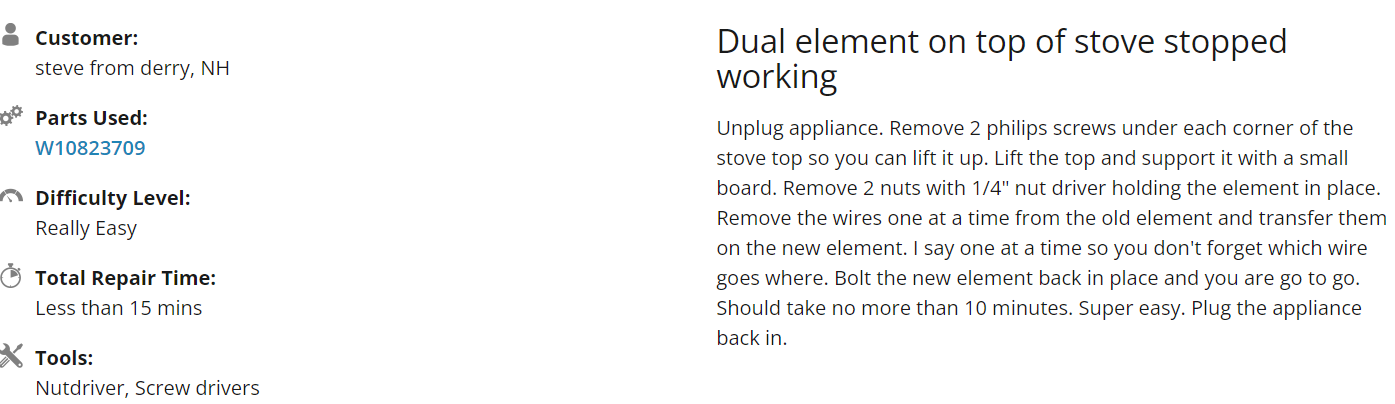 Customer:
steve from derry, NH
Parts Used:
W10823709
Difficulty Level:
Really Easy
Total Repair Time:
Less than 15 mins
Tools:
Nutdriver, Screw drivers
Dual element on top of stove stopped
working
Unplug appliance. Remove 2 philips screws under each corner of the
stove top so you can lift it up. Lift the top and support it with a small
board. Remove 2 nuts with 1/4" nut driver holding the element in place.
Remove the wires one at a time from the old element and transfer them
on the new element. I say one at a time so you don't forget which wire
goes where. Bolt the new element back in place and you are go to go.
Should take no more than 10 minutes. Super easy. Plug the appliance
back in.